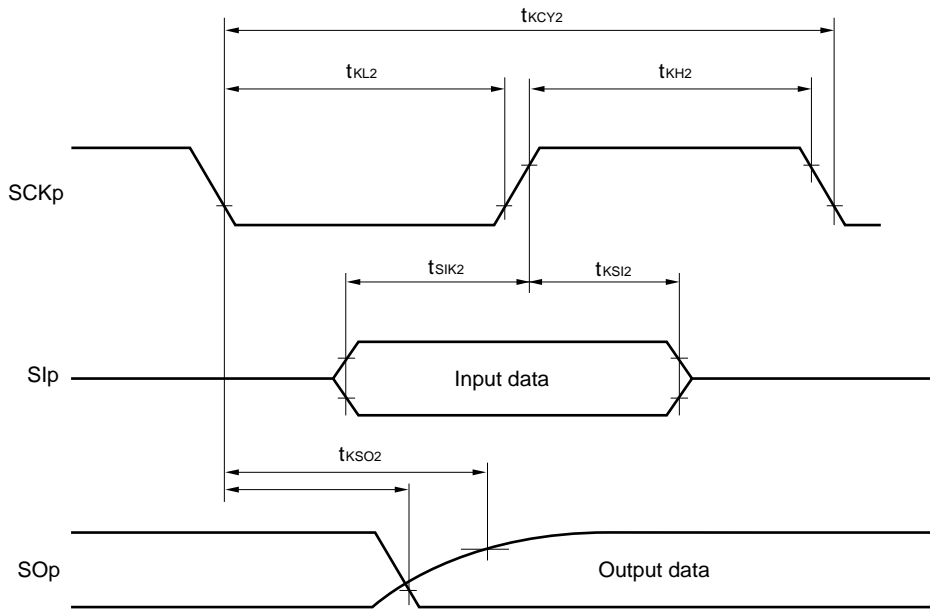 tKCY2
tKL2
tKH2
SCKp
tSIK2
tKSI2
SIp
Input data
tKSO2
SOp
Output data